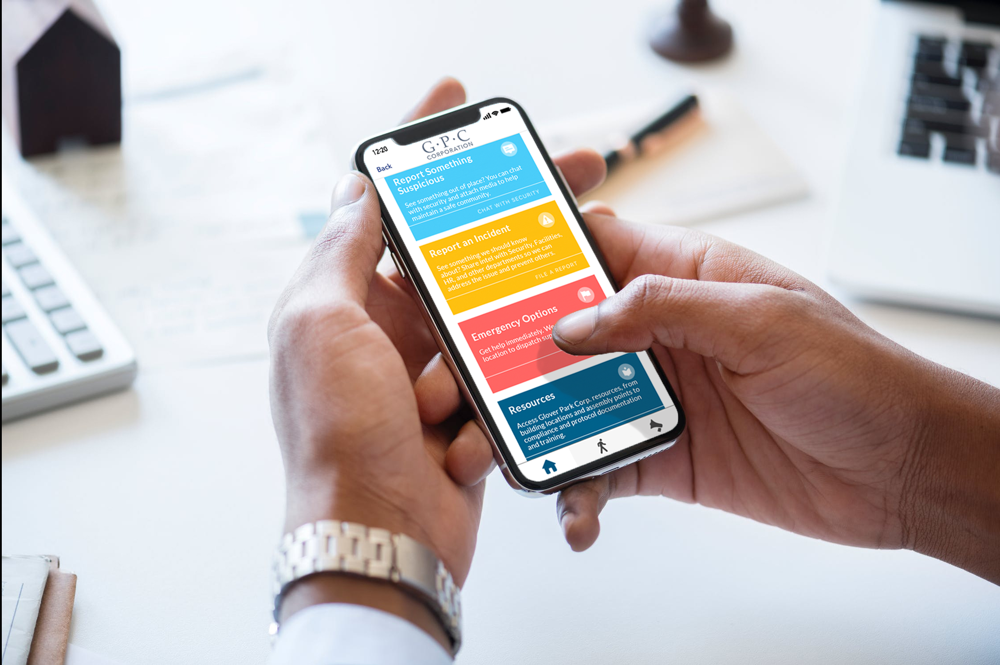 12:20
G·P·C
CORPORATION
Back
Report Something
Suspicious
See something out of place? You can chat
with security and attach media to help
maintain a safe community.
CHAT WITH SECURITY
Report an Incident
See something we should know
about? Share intel with Security, Facilities,
HR, and other departments so we can
address the issue and prevent others.
FILE A REPORT
Emergency Options
Get help immediately. We
location to dispatch
Resources
Access Glover Park Corp. resources, from
building locations and assembly points to
compliance and protocol documentation
and training.